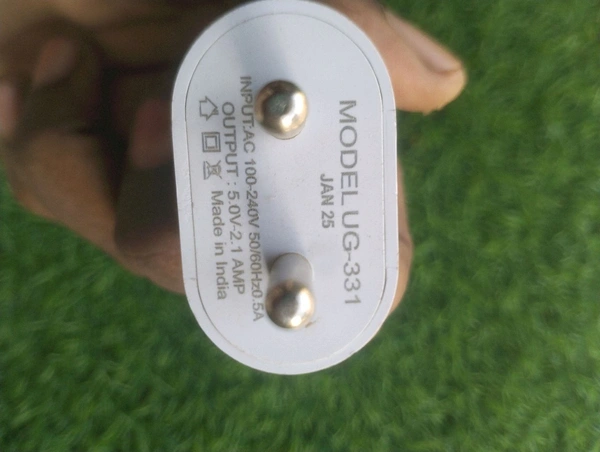 MODEL UG-331
JAN 25
INPUT:AC 100-240V 50/60Hz0.5A
OUTPUT : 5.0V-2.1 AMP
Made in India